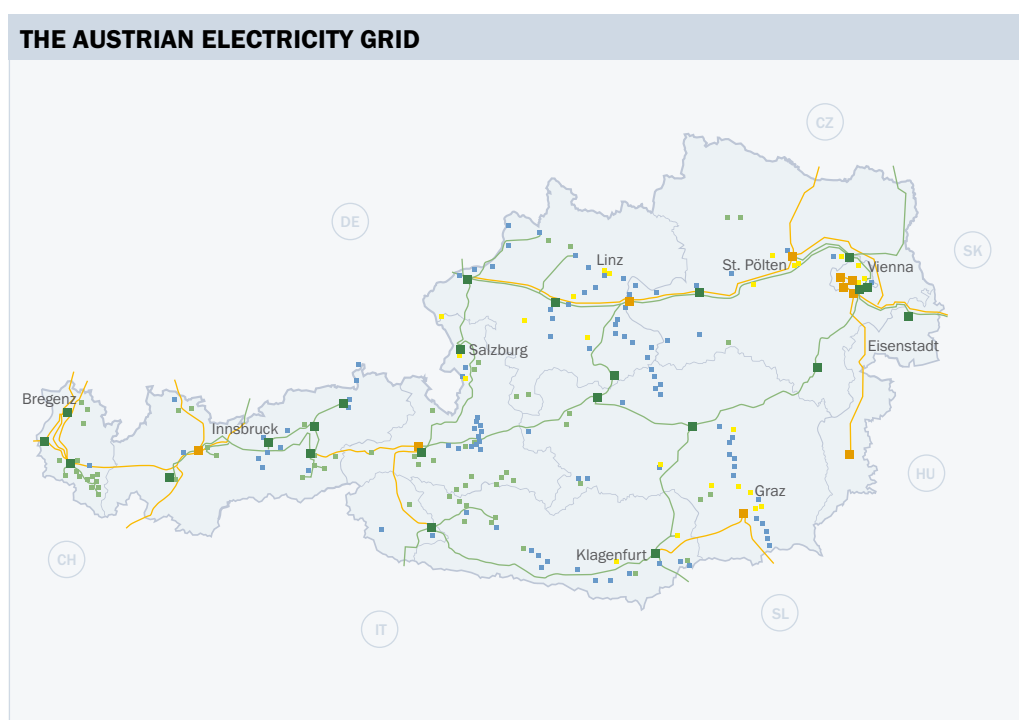 THE AUSTRIAN ELECTRICITY GRID
CZ
DE
SK
Linz
St. Pölten
Vienna
Eisenstadt
Salzburg
Bregenz
Innsbruck
HU
Graz
Klagenfurt
CH
SL
IT